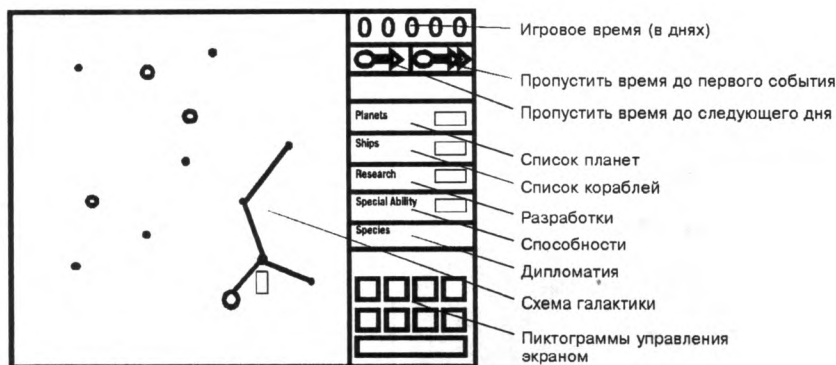 00000
Planets
Ships
Research
Special Ability
Species
Игровое время (в днях)
Пропустить время до первого события
Пропустить время до следующего дня
Список планет
Список кораблей
Разработки
Способности
Дипломатия
Схема галактики
Пиктограммы управления
экраном